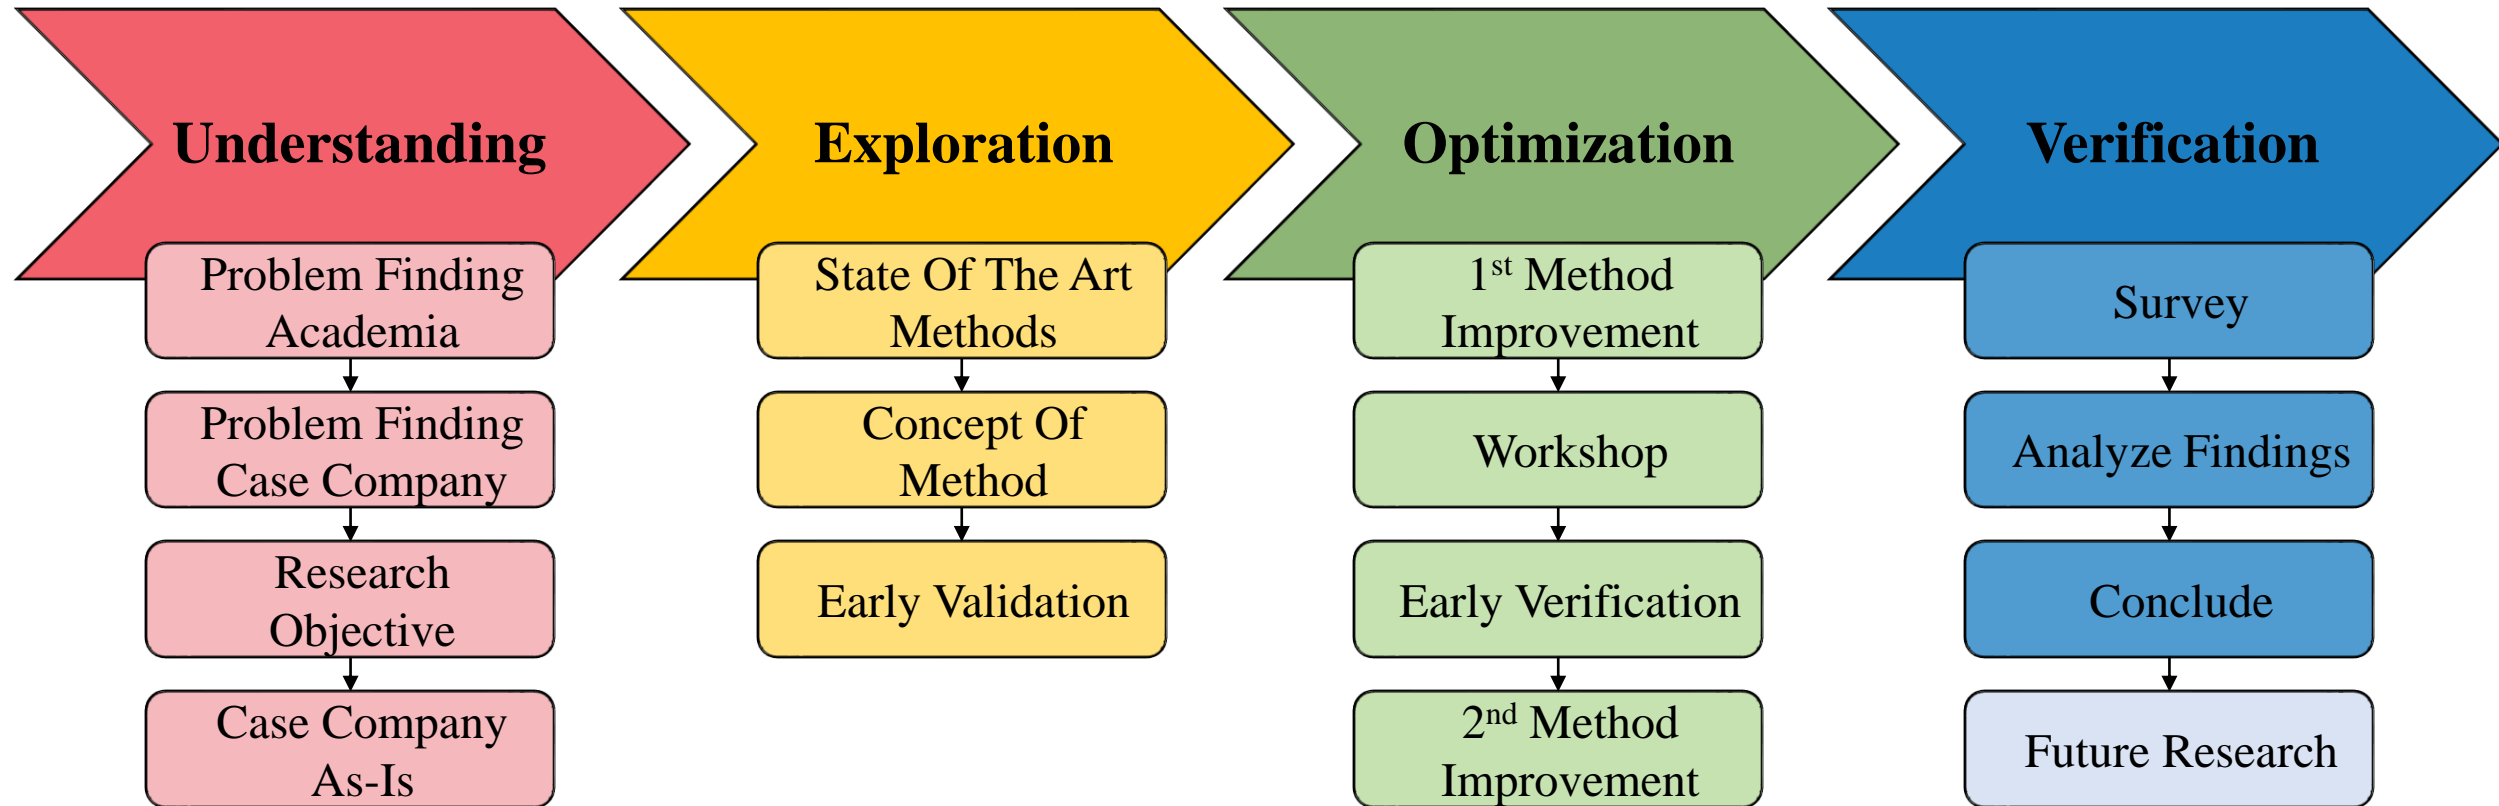 Understanding
Problem Finding
Academia
Problem Finding
Case Company
Research
Objective
Case Company
As-Is
Exploration
State Of The Art
Methods
Concept Of
Method
Early Validation
Optimization
1st Method
Improvement
Workshop
Early Verification
2nd Method
Improvement
Verification
Survey
Analyze Findings
Conclude
Future Research